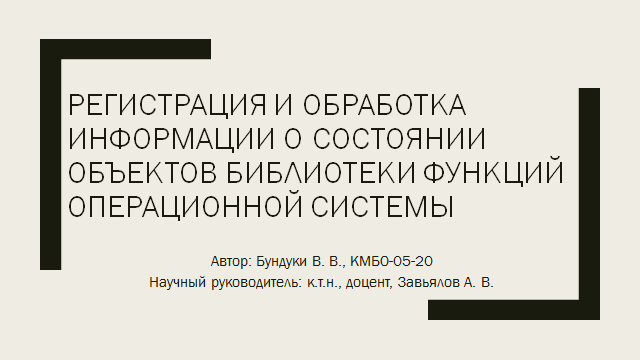 РЕГИСТРАЦИЯ И ОБРАБОТКА
ИНФОРМАЦИИ О СОСТОЯНИИ
ОБЪЕКТОВ БИБЛИОТЕКИ ФУНКЦИЙ
ОПЕРАЦИОННОЙ СИСТЕМЫ
Автор: Бундуки В. В., КМБО-05-20
Научный руководитель: к.т.н., доцент, Завьялов А. В.